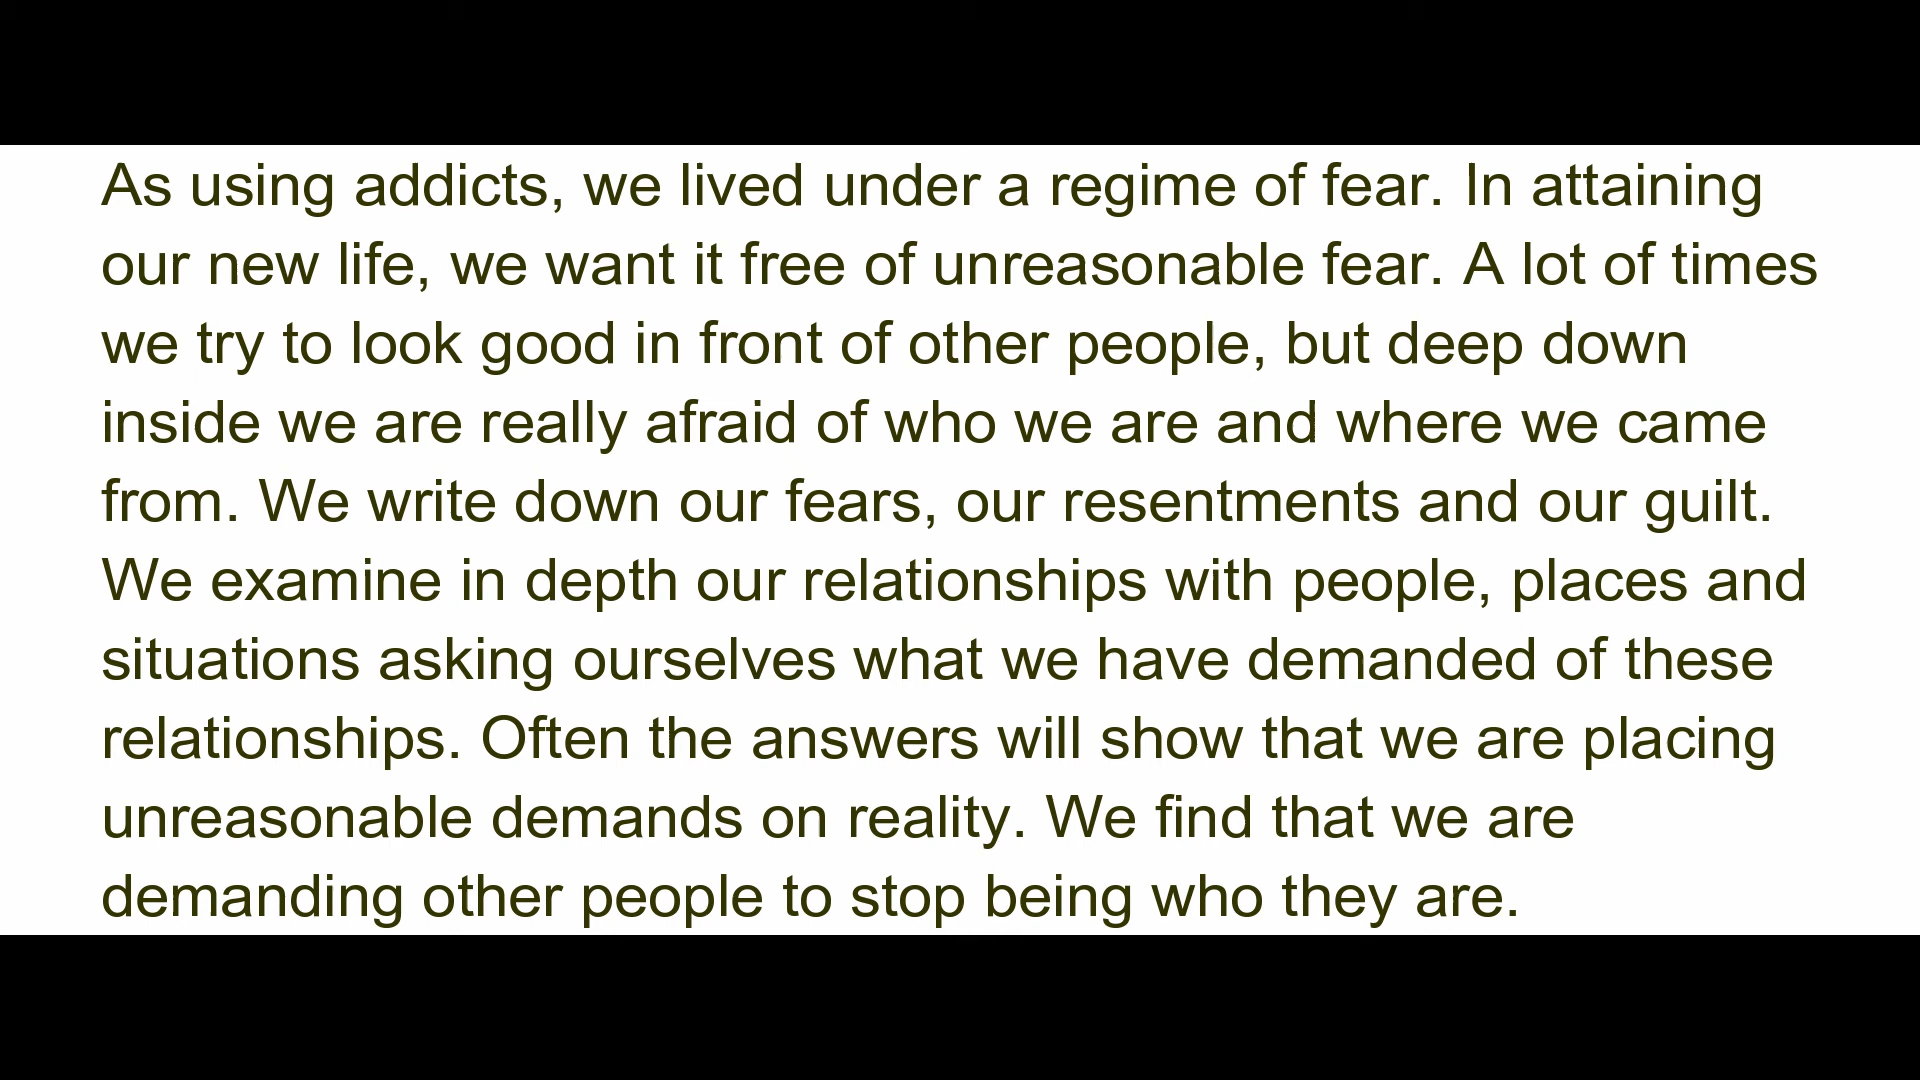 As using addicts, we lived under a regime of fear. In attaining
our new life, we want it free of unreasonable fear. A lot of times
we try to look good in front of other people, but deep down
inside we are really afraid of who we are and where we came
from. We write down our fears, our resentments and our guilt.
We examine in depth our relationships with people, places and
situations asking ourselves what we have demanded of these
relationships. Often the answers will show that we are placing
unreasonable demands on reality. We find that we are
demanding other people to stop being who they are.